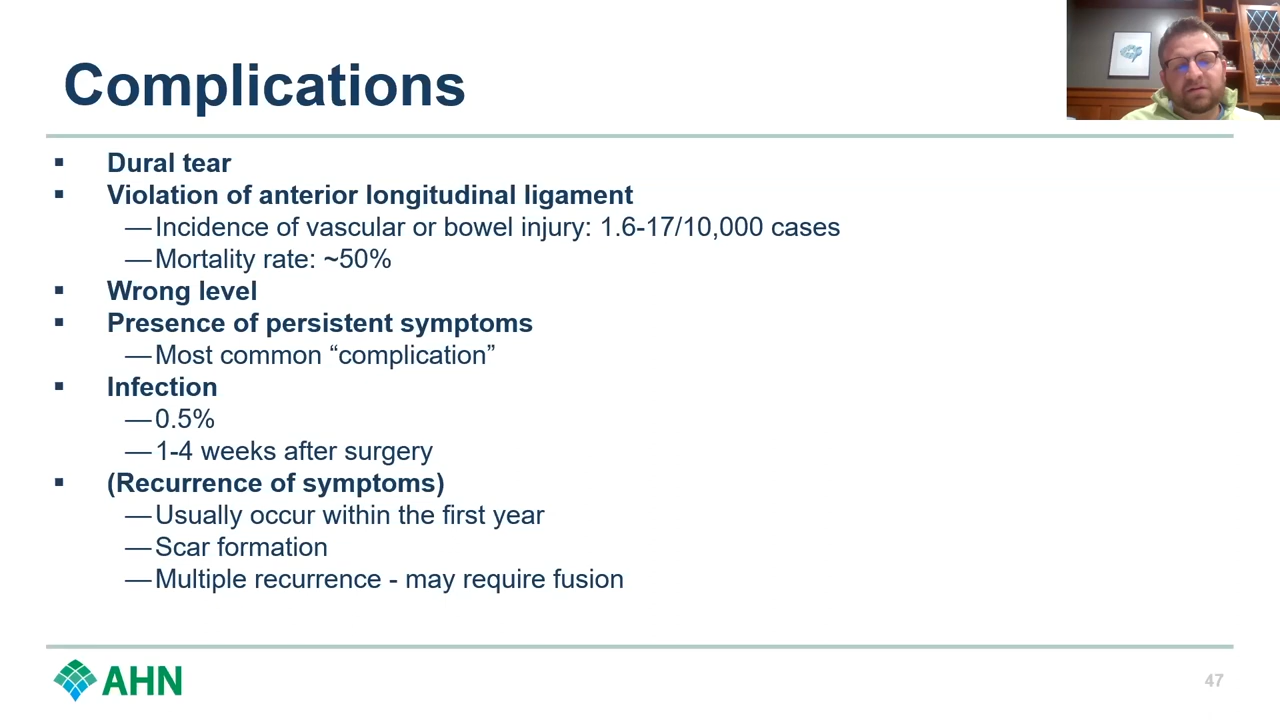 Complications
▪ Dural tear
▪ Violation of anterior longitudinal ligament
—Incidence of vascular or bowel injury: 1.6-17/10,000 cases
—Mortality rate: ~50%
▪ Wrong level
▪ Presence of persistent symptoms
—Most common “complication”
▪ Infection
—0.5%
—1-4 weeks after surgery
▪ (Recurrence of symptoms)
—Usually occur within the first year
—Scar formation
—Multiple recurrence - may require fusion
AHN
47